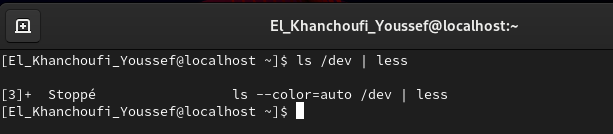 El_Khanchoufi_Youssef@localhost:~
[El_Khanchoufi_Youssef@localhost ~]$ ls /dev | less
[3]+  Stoppé                 ls --color=auto /dev | less
[El_Khanchoufi_Youssef@localhost ~]$